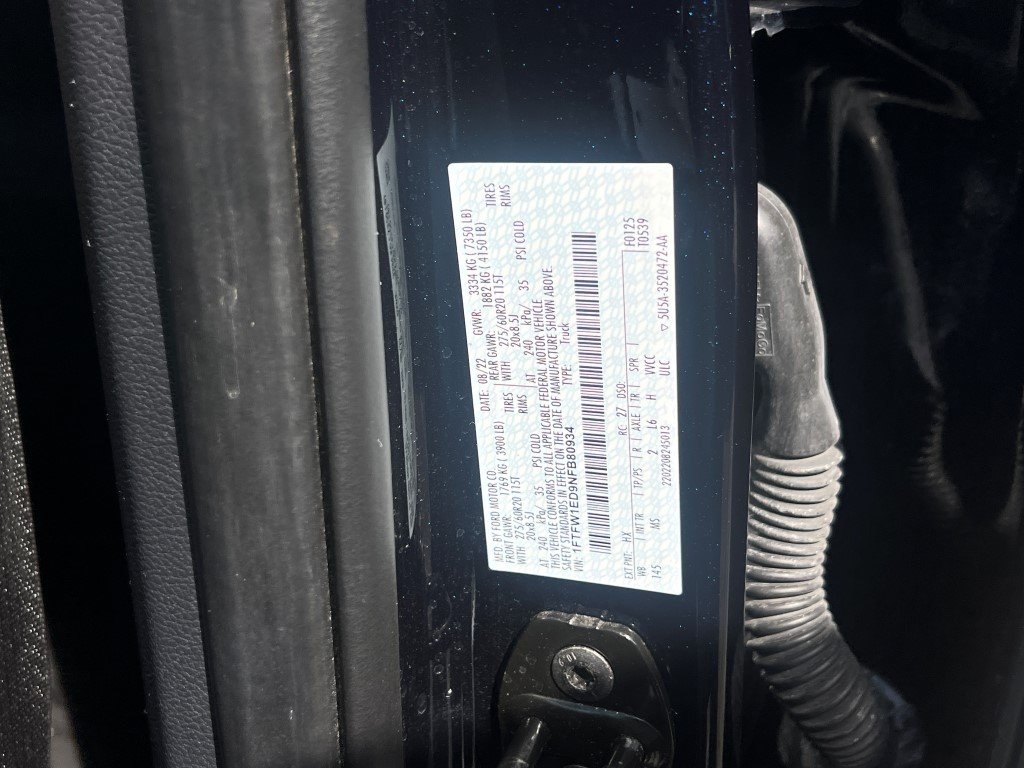 MFD. BY FORD MOTOR CO.
DATE: 08/22 GVWR: 3334 KG ( 7350 LB)
FRONT GAWR: 1769 KG ( 3900 LB)
REAR GAWR: 1882 KG ( 4150 LB)
WITH 275/60R20 115T TIRES
WITH 275/60R20 115T TIRES
20x8.5J RIMS
20x8.5J RIMS
AT 240 kPa/ 35 PSI COLD
AT 240 kPa/ 35 PSI COLD
THIS VEHICLE CONFORMS TO ALL APPLICABLE FEDERAL MOTOR VEHICLE
SAFETY STANDARDS IN EFFECT ON THE DATE OF MANUFACTURE SHOWN ABOVE
VIN: 1FTFW1ED9NFB80934
TYPE: Truck
F0125
T0539
EXT PNT: HX RC: 27 DSO:
WB | INT TR | TP/PS | R | AXLE | TR | SPR |
145 MS 2 L6 H VVCC
20220824S013 ULC
5U5A-3520472-AA